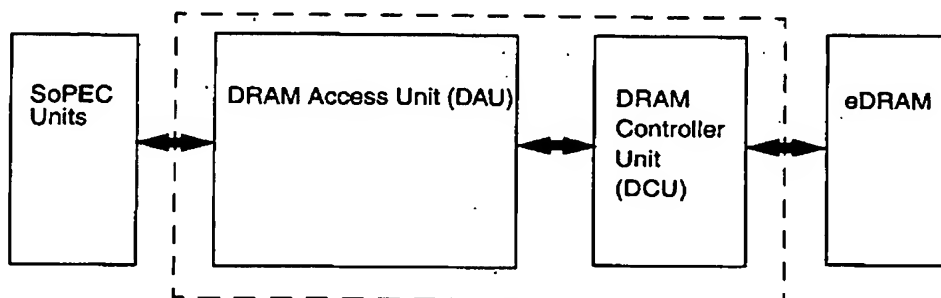 SoPEC
Units
DRAM Access Unit (DAU)
DRAM
Controller
Unit
(DCU)
eDRAM